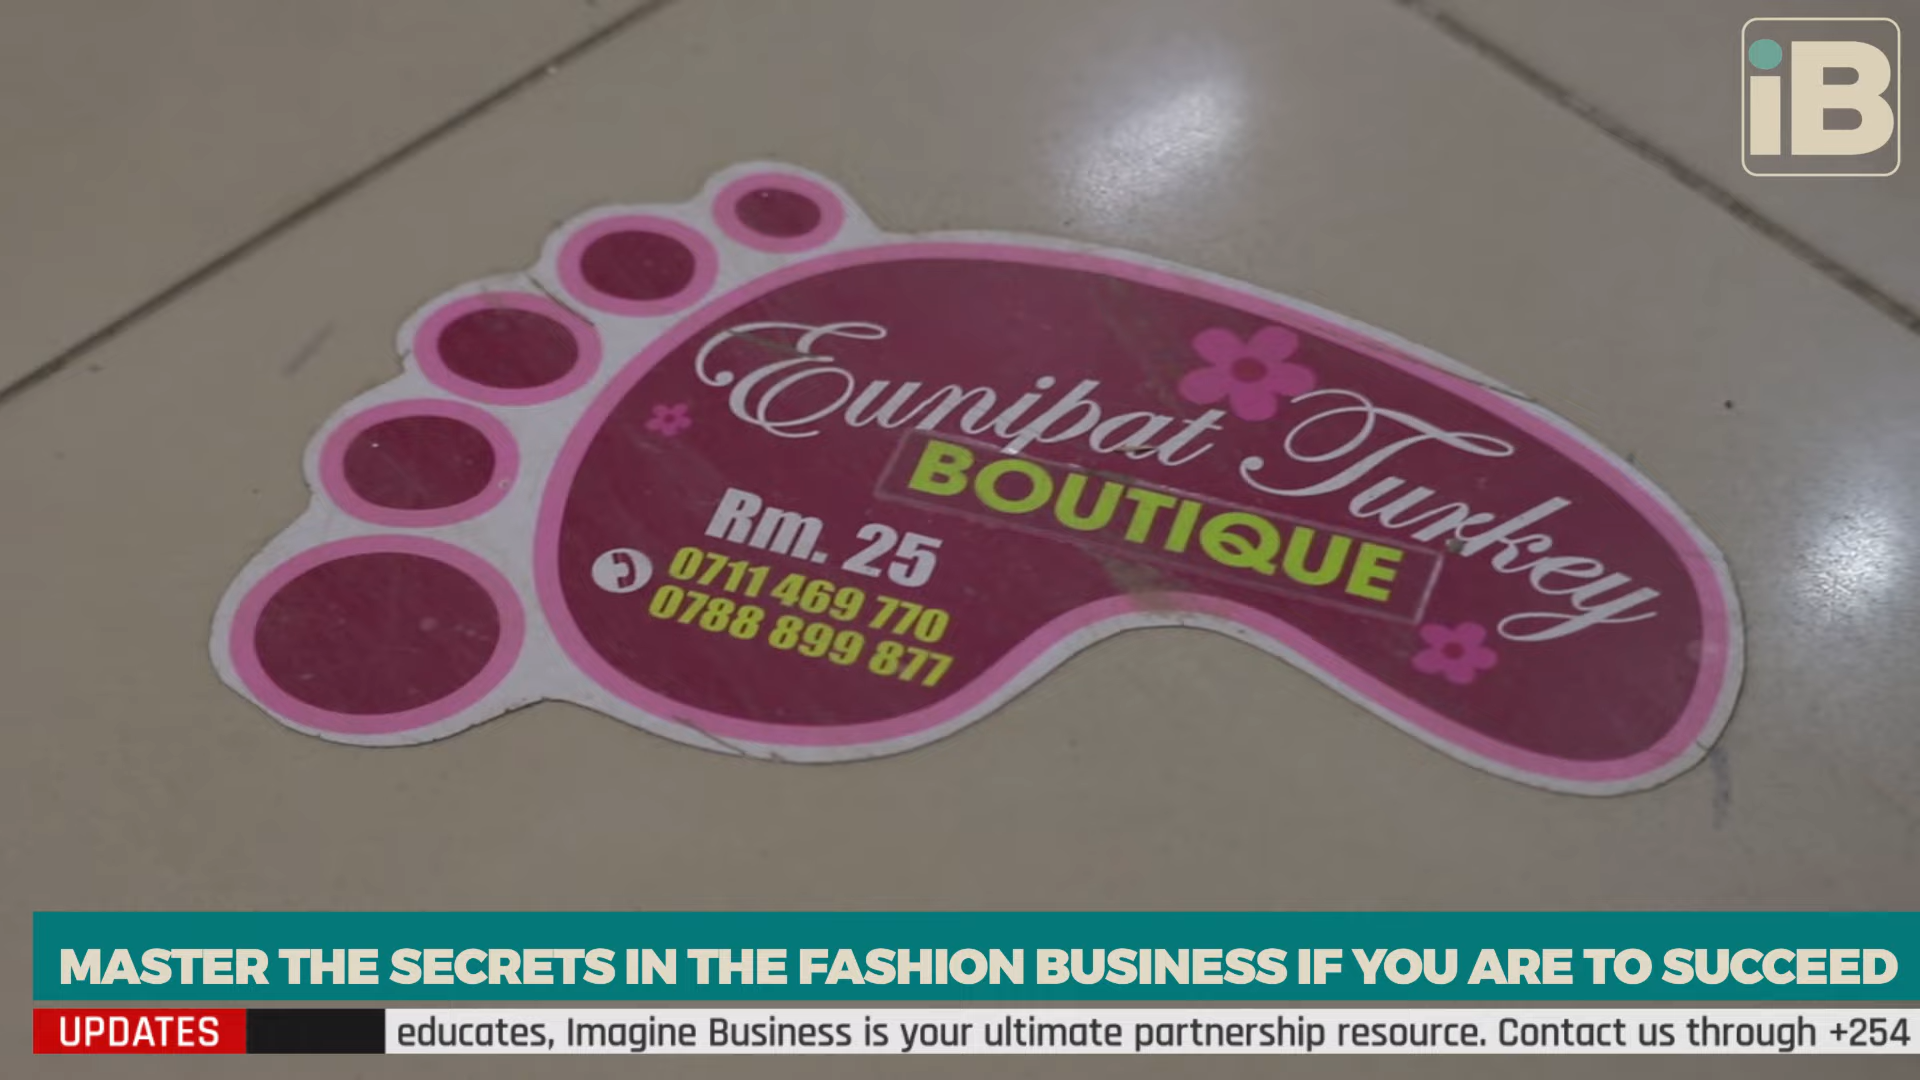 iB
Eunipat Turkey
BOUTIQUE
Rm. 25
0711 469 770
0788 899 877
MASTER THE SECRETS IN THE FASHION BUSINESS IF YOU ARE TO SUCCEED
UPDATES
educates, Imagine Business is your ultimate partnership resource. Contact us through +254